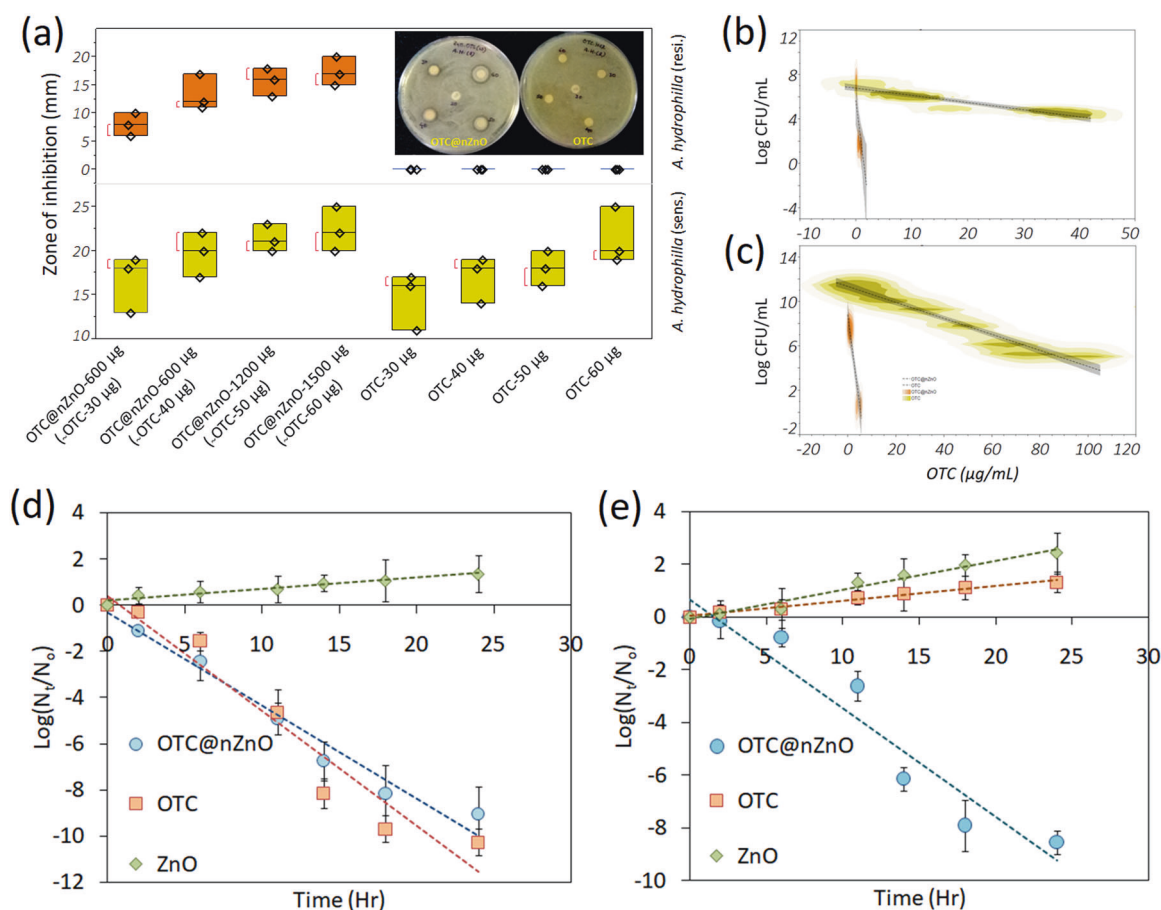 (a)
Zone of inhibition (mm)
20
15
10
5
0
25
20
15
10
OTC@nZnO
OTC
A. hydrophilla (resi.)
A. hydrophilla (sens.)
OTC@nZnO-600 µg
(-OTC-30 µg)
OTC@nZnO-600 µg
(-OTC-40 µg)
OTC@nZnO-1200 µg
(-OTC-50 µg)
OTC@nZnO-1500 µg
(-OTC-60 µg)
OTC-30 µg
OTC-40 µg
OTC-50 µg
OTC-60 µg
(b)
Log CFU/mL
12
8
4
0
-4
-10 0 10 20 30 40 50
(c)
Log CFU/mL
14
10
6
2
-2
OTC@nZnO
OTC
OTC@nZnO
OTC
-20 0 20 40 60 80 100 120
OTC (µg/mL)
(d)
Log(Nt/No)
4
2
0
-2
-4
-6
-8
-10
-12
0 5 10 15 20 25 30
OTC@nZnO
OTC
ZnO
Time (Hr)
(e)
Log(Nt/No)
4
2
0
-2
-4
-6
-8
-10
0 5 10 15 20 25 30
OTC@nZnO
OTC
ZnO
Time (Hr)